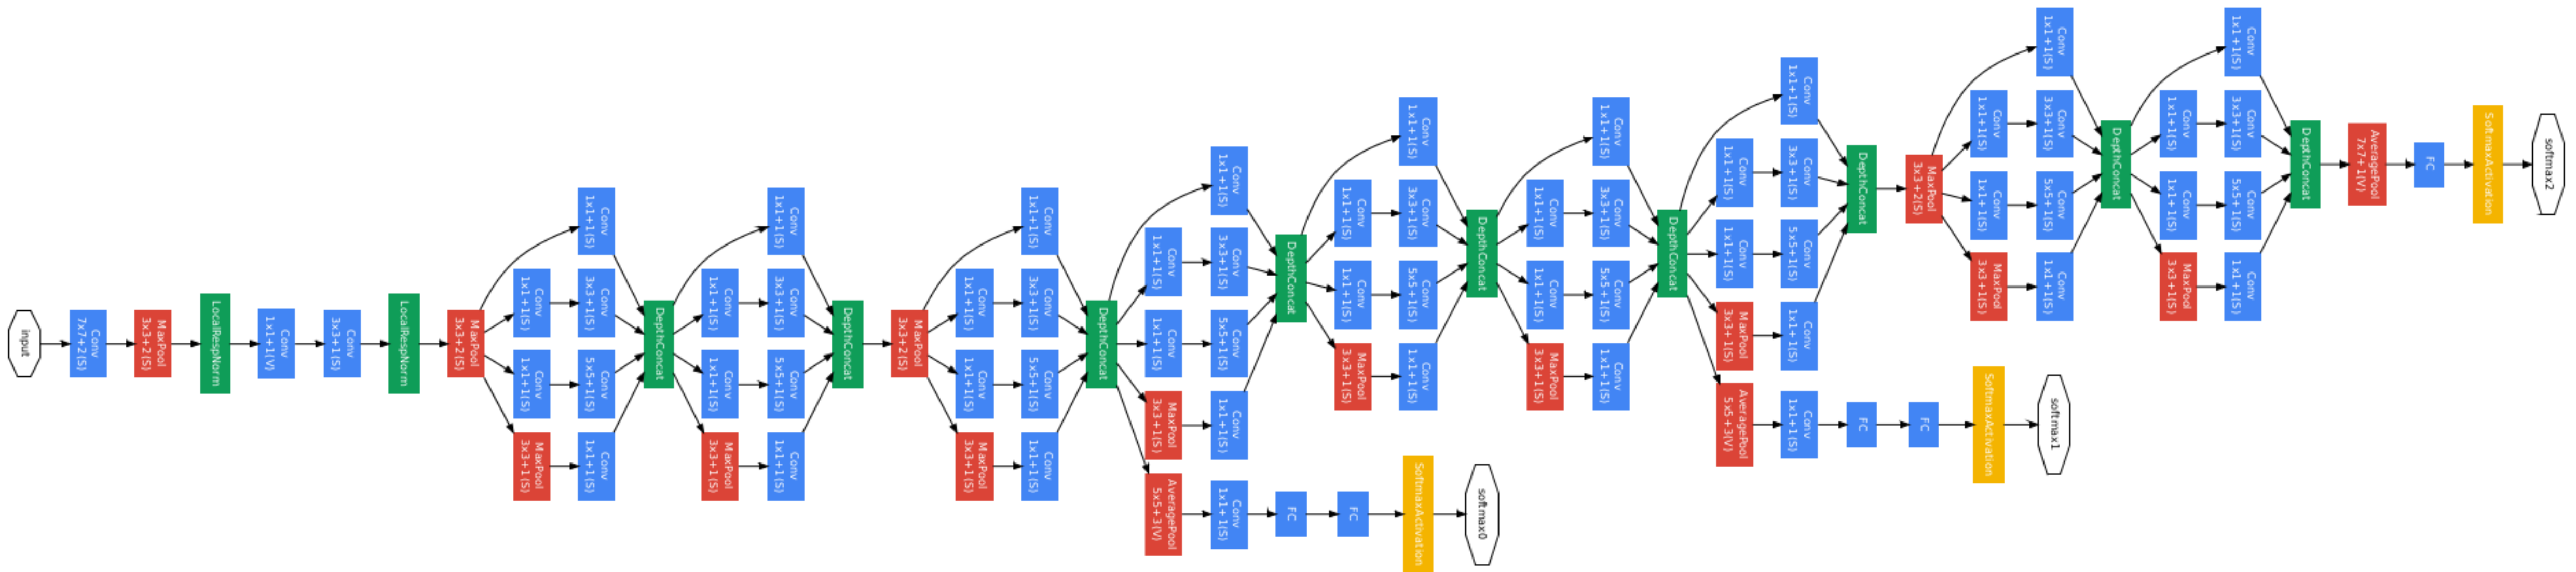 input
Conv
7x7+2(S)
MaxPool
3x3+2(S)
LocalRespNorm
Conv
1x1+1(V)
Conv
3x3+1(S)
LocalRespNorm
MaxPool
3x3+2(S)
Conv
1x1+1(S)
Conv
1x1+1(S)
MaxPool
3x3+1(S)
Conv
1x1+1(S)
Conv
3x3+1(S)
Conv
5x5+1(S)
Conv
1x1+1(S)
DepthConcat
Conv
1x1+1(S)
Conv
1x1+1(S)
MaxPool
3x3+1(S)
Conv
1x1+1(S)
Conv
3x3+1(S)
Conv
5x5+1(S)
Conv
1x1+1(S)
DepthConcat
MaxPool
3x3+2(S)
Conv
1x1+1(S)
Conv
1x1+1(S)
MaxPool
3x3+1(S)
Conv
1x1+1(S)
Conv
3x3+1(S)
Conv
5x5+1(S)
Conv
1x1+1(S)
DepthConcat
Conv
1x1+1(S)
Conv
1x1+1(S)
MaxPool
3x3+1(S)
AveragePool
5x5+3(V)
Conv
1x1+1(S)
Conv
3x3+1(S)
Conv
5x5+1(S)
Conv
1x1+1(S)
Conv
1x1+1(S)
DepthConcat
FC
FC
SoftmaxActivation
softmax0
Conv
1x1+1(S)
Conv
1x1+1(S)
MaxPool
3x3+1(S)
Conv
1x1+1(S)
Conv
3x3+1(S)
Conv
5x5+1(S)
Conv
1x1+1(S)
DepthConcat
Conv
1x1+1(S)
Conv
1x1+1(S)
MaxPool
3x3+1(S)
Conv
1x1+1(S)
Conv
3x3+1(S)
Conv
5x5+1(S)
Conv
1x1+1(S)
DepthConcat
Conv
1x1+1(S)
Conv
1x1+1(S)
MaxPool
3x3+1(S)
AveragePool
5x5+3(V)
Conv
1x1+1(S)
Conv
3x3+1(S)
Conv
5x5+1(S)
Conv
1x1+1(S)
Conv
1x1+1(S)
DepthConcat
FC
FC
SoftmaxActivation
softmax1
MaxPool
3x3+2(S)
Conv
1x1+1(S)
Conv
1x1+1(S)
MaxPool
3x3+1(S)
Conv
1x1+1(S)
Conv
3x3+1(S)
Conv
5x5+1(S)
Conv
1x1+1(S)
DepthConcat
Conv
1x1+1(S)
Conv
1x1+1(S)
MaxPool
3x3+1(S)
Conv
1x1+1(S)
Conv
3x3+1(S)
Conv
5x5+1(S)
Conv
1x1+1(S)
DepthConcat
AveragePool
7x7+1(V)
FC
SoftmaxActivation
softmax2